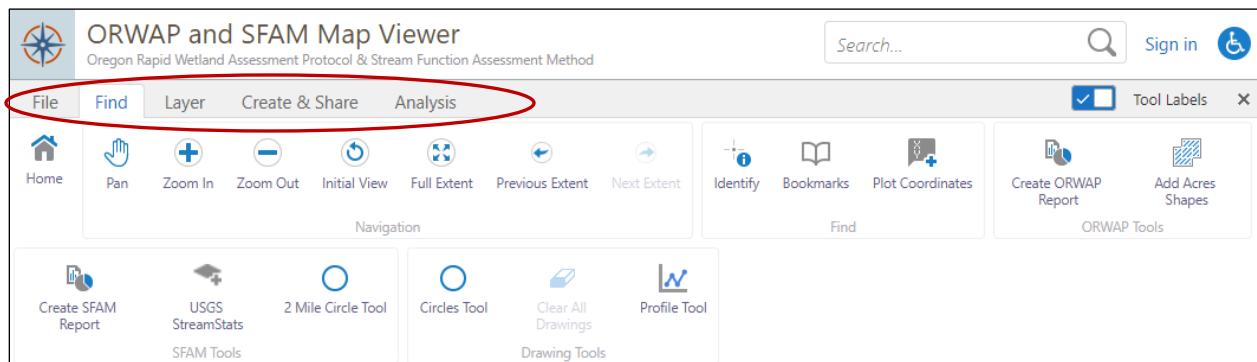 ORWAP and SFAM Map Viewer
Oregon Rapid Wetland Assessment Protocol & Stream Function Assessment Method
Search...
Sign in
File Find Layer Create & Share Analysis
Tool Labels
Home
Pan Zoom In Zoom Out Initial View Full Extent Previous Extent Next Extent
Navigation
Identify Bookmarks Plot Coordinates
Find
Create ORWAP
Report
Add Acres
Shapes
ORWAP Tools
Create SFAM
Report
USGS
StreamStats
2 Mile Circle Tool
SFAM Tools
Circles Tool
Clear All
Drawings
Profile Tool
Drawing Tools